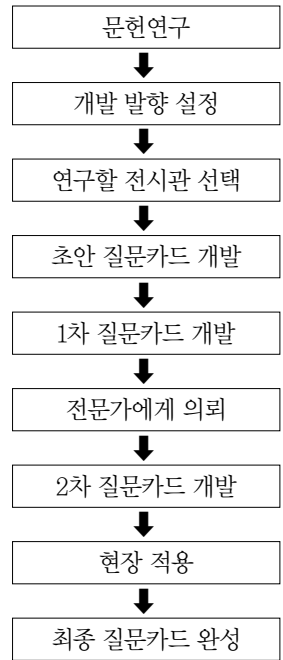 문헌연구
개발 발향 설정
연구할 전시관 선택
초안 질문카드 개발
1차 질문카드 개발
전문가에게 의뢰
2차 질문카드 개발
현장 적용
최종 질문카드 완성